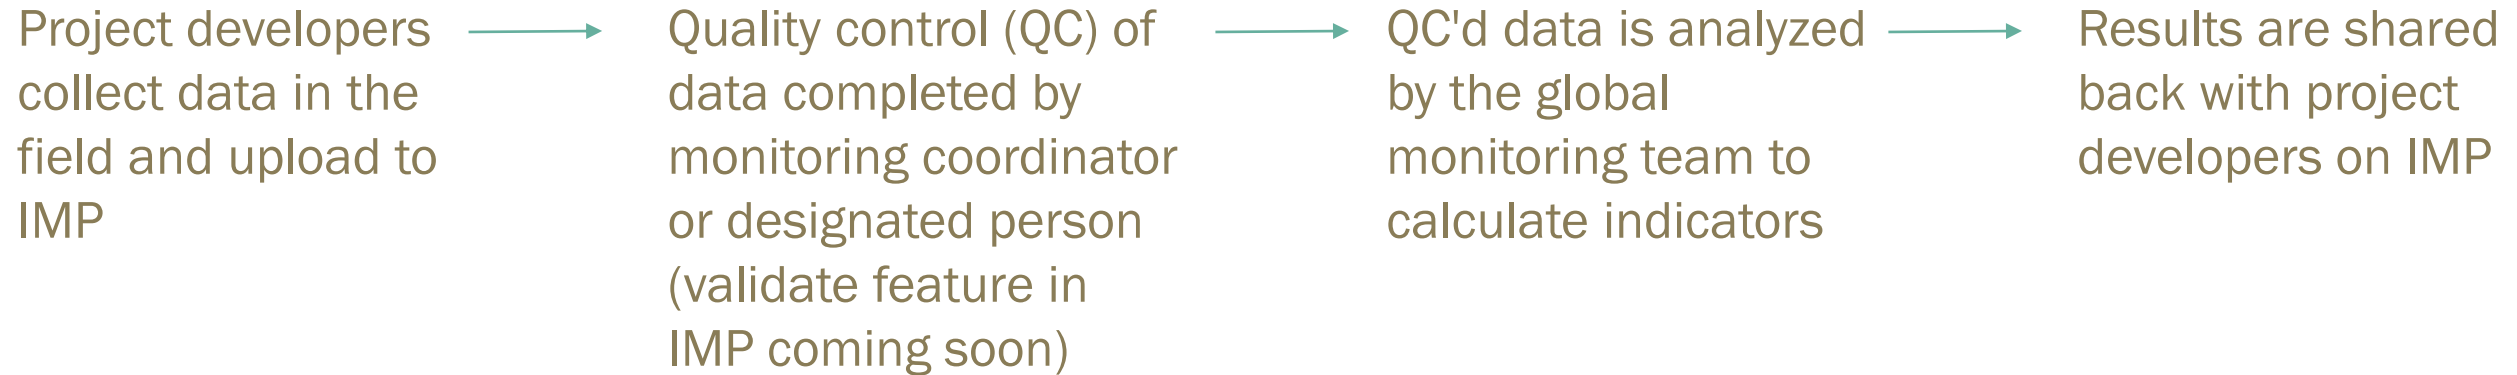 Project developers
collect data in the
field and upload to
IMP
Quality control (QC) of
data completed by
monitoring coordinator
or designated person
(validate feature in
IMP coming soon)
QC'd data is analyzed
by the global
monitoring team to
calculate indicators
Results are shared
back with project
developers on IMP